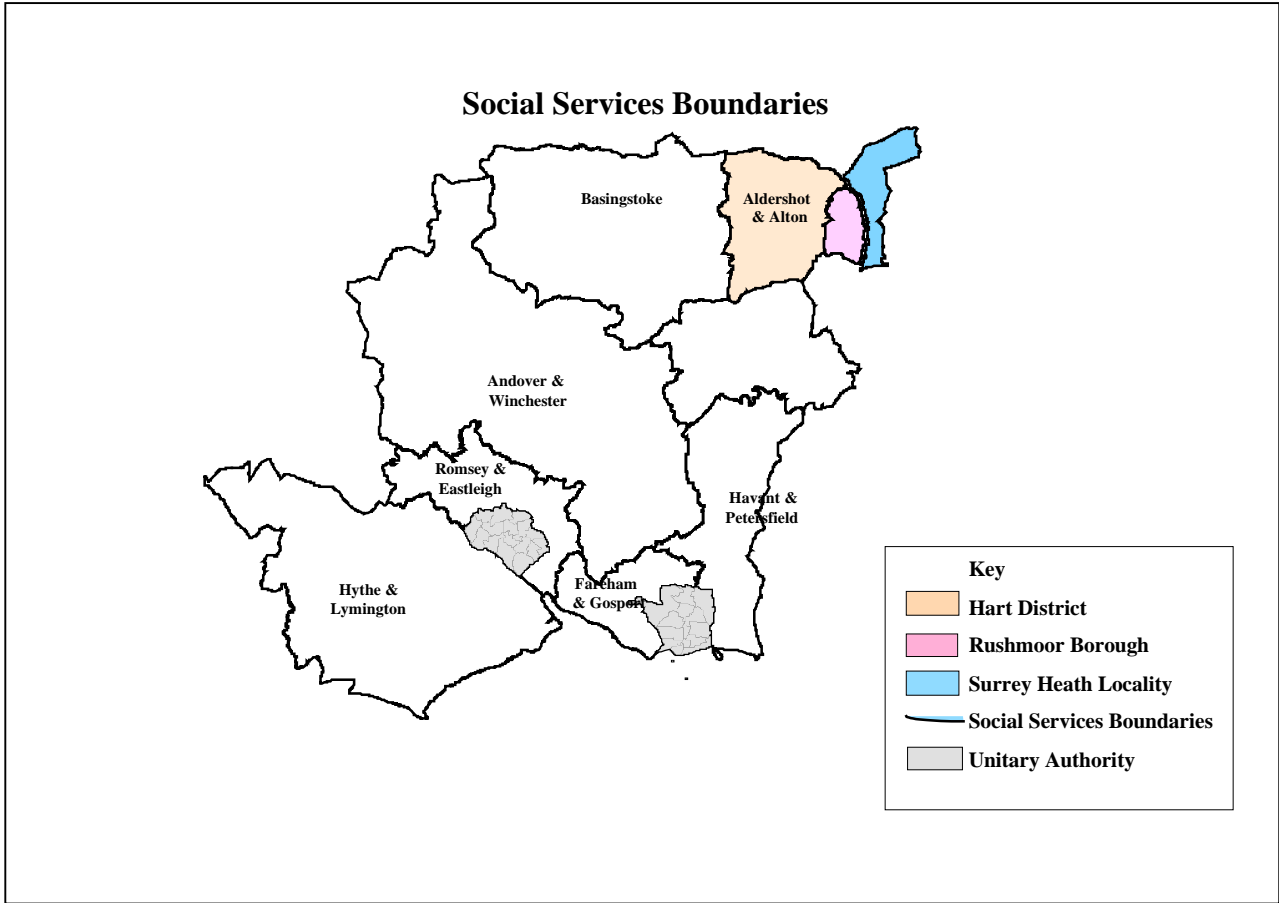 Social Services Boundaries
Basingstoke
Aldershot
& Alton
Andover &
Winchester
Romsey &
Eastleigh
Havant &
Petersfield
Hythe &
Lymington
Fareham
& Gosport
Key
Hart District
Rushmoor Borough
Surrey Heath Locality
Social Services Boundaries
Unitary Authority